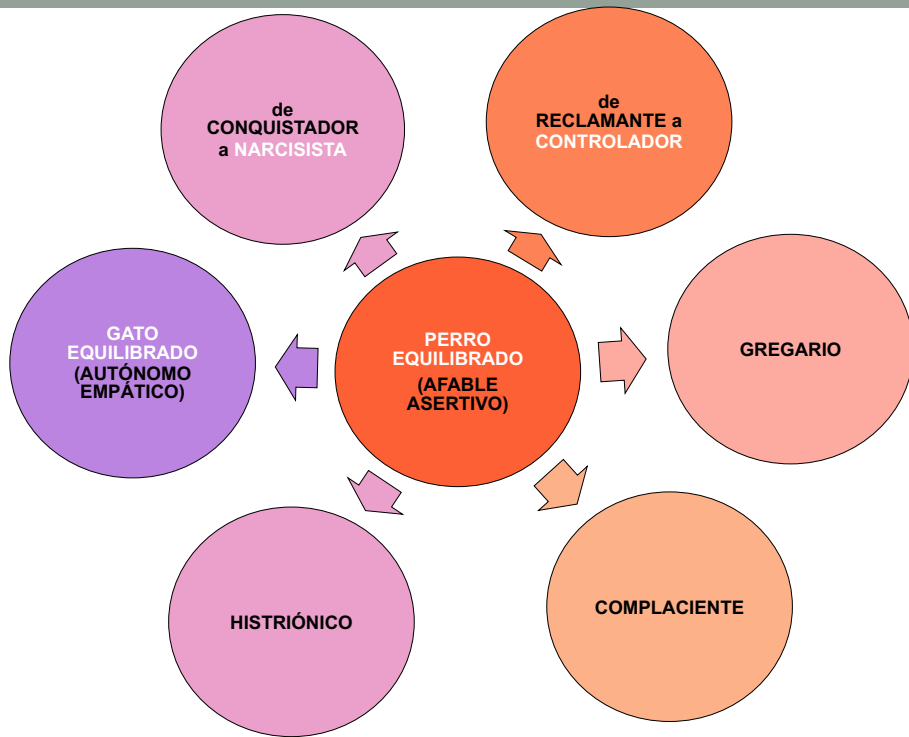 de
CONQUISTADOR
a NARCISISTA
de
RECLAMANTE a
CONTROLADOR
GATO
EQUILIBRADO
(AUTÓNOMO
EMPÁTICO)
PERRO
EQUILIBRADO
(AFABLE
ASERTIVO)
GREGARIO
HISTRIÓNICO
COMPLACIENTE